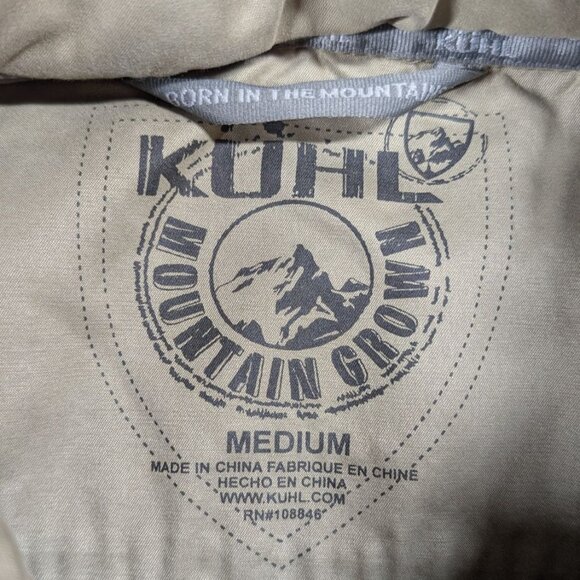 KÜHL
BORN IN THE MOUNTAIN
KÜHL
MOUNTAIN GROWN
MEDIUM
MADE IN CHINA FABRIQUE EN CHINE
HECHO EN CHINA
WWW.KUHL.COM
RN#108846